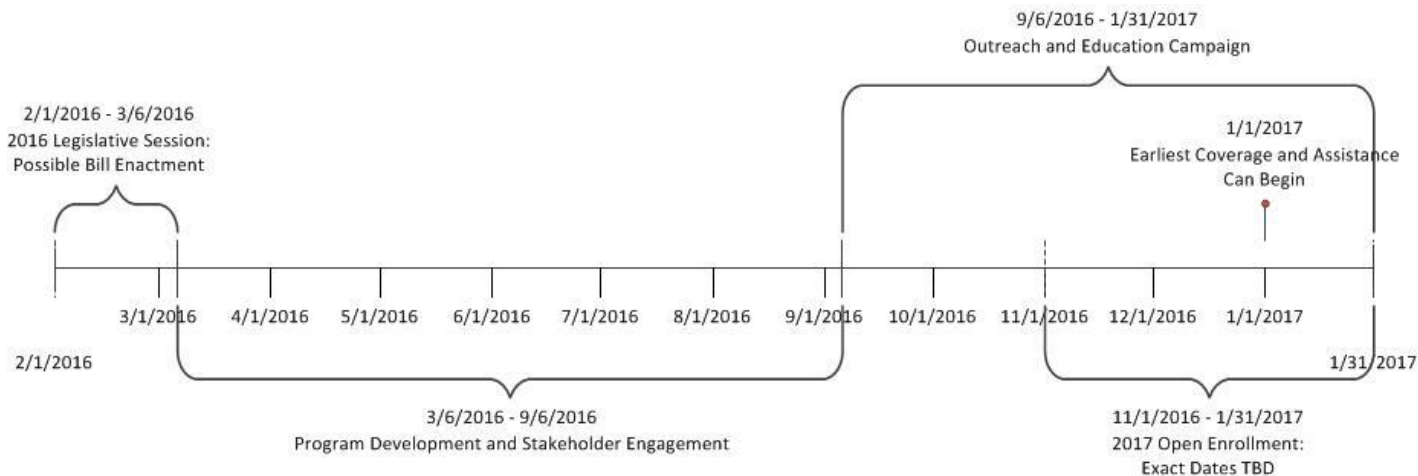 9/6/2016 - 1/31/2017
Outreach and Education Campaign
2/1/2016 - 3/6/2016
2016 Legislative Session:
Possible Bill Enactment
1/1/2017
Earliest Coverage and Assistance
Can Begin
3/1/2016 4/1/2016 5/1/2016 6/1/2016 7/1/2016 8/1/2016 9/1/2016 10/1/2016 11/1/2016 12/1/2016 1/1/2017
2/1/2016 1/31/2017
3/6/2016 - 9/6/2016
Program Development and Stakeholder Engagement
11/1/2016 - 1/31/2017
2017 Open Enrollment:
Exact Dates TBD